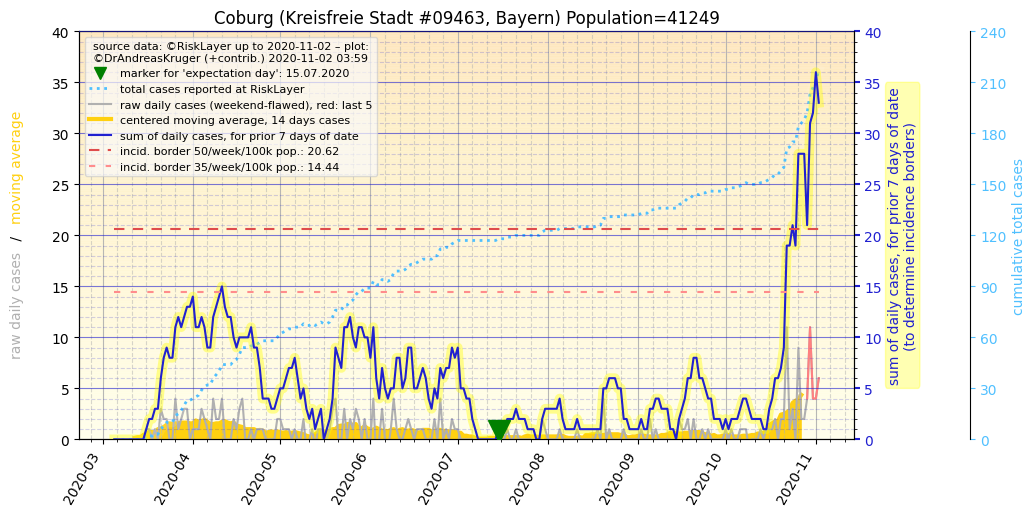 Coburg (Kreisfreie Stadt #09463, Bayern) Population=41249
source data: ©RiskLayer up to 2020-11-02 – plot:
©DrAndreasKruger (+contrib.) 2020-11-02 03:59
marker for 'expectation day': 15.07.2020
total cases reported at RiskLayer
raw daily cases (weekend-flawed), red: last 5
centered moving average, 14 days cases
sum of daily cases, for prior 7 days of date
incid. border 50/week/100k pop.: 20.62
incid. border 35/week/100k pop.: 14.44
raw daily cases / moving average
40
35
30
25
20
15
10
5
0
2020-03
2020-04
2020-05
2020-06
2020-07
2020-08
2020-09
2020-10
2020-11
40
35
30
25
20
15
10
5
0
sum of daily cases, for prior 7 days of date
(to determine incidence borders)
240
210
180
150
120
90
60
30
0
cumulative total cases